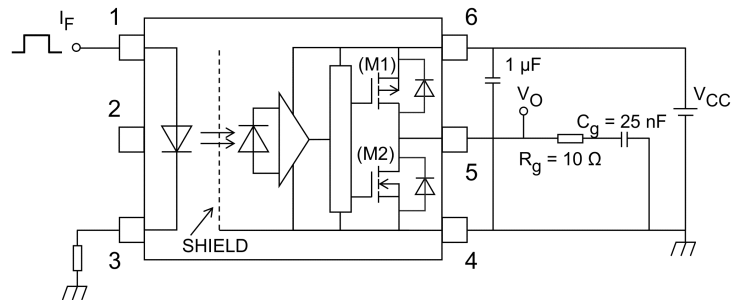 I_F
1
2
3
SHIELD
(M1)
(M2)
6
5
4
1 µF
V_O
C_g = 25 nF
R_g = 10 Ω
V_CC